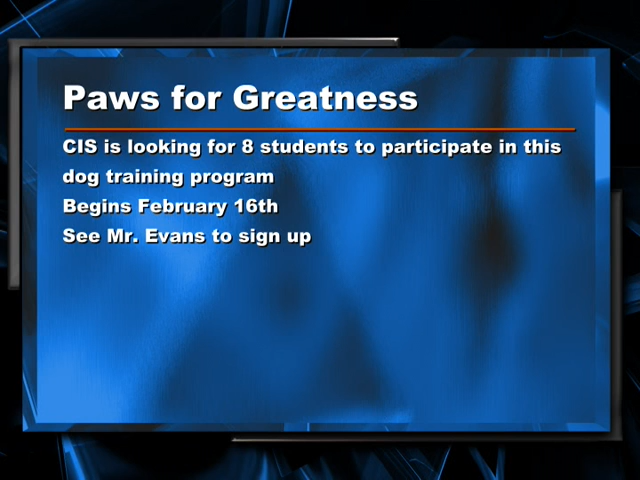 Paws for Greatness
CIS is looking for 8 students to participate in this
dog training program
Begins February 16th
See Mr. Evans to sign up